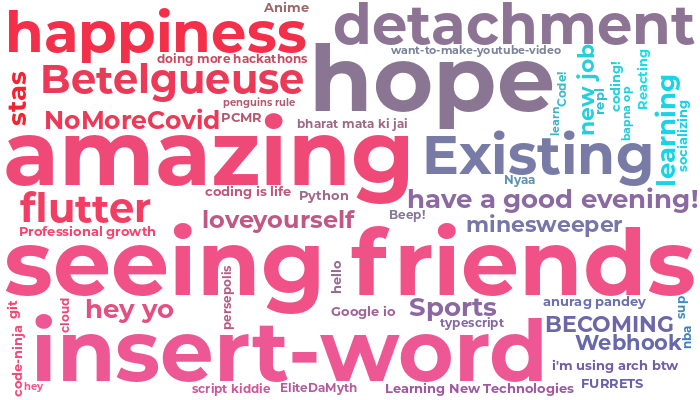 Anime
happiness
detachment
doing more hackathons
want-to-make-youtube-video
Betelgueuse
hope
stas
penguins rule
NoMoreCovid
PCMR
bharat mata ki jai
learn
Code!
new job
repl
coding!
bapna op
Reacting
learning
socializing
amazing
Existing
Nyaa
coding is life
Python
have a good evening!
flutter
loveyourself
Beep!
minesweeper
Professional growth
seeing friends
persepolis
hello
git
cloud
hey yo
Google io
Sports
typescript
anurag pandey
sup
BECOMING
Webhook
nba
insert-word
code-ninja
hey
i'm using arch btw
script kiddie
EliteDaMyth
Learning New Technologies
FURRETS